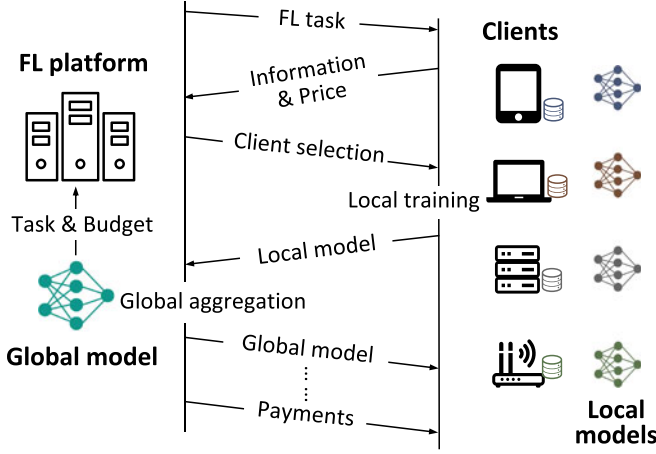 FL task
Clients
FL platform
Information
& Price
Client selection
Local training
Task & Budget
Local model
Global aggregation
Global model
Global model
Payments
Local
models